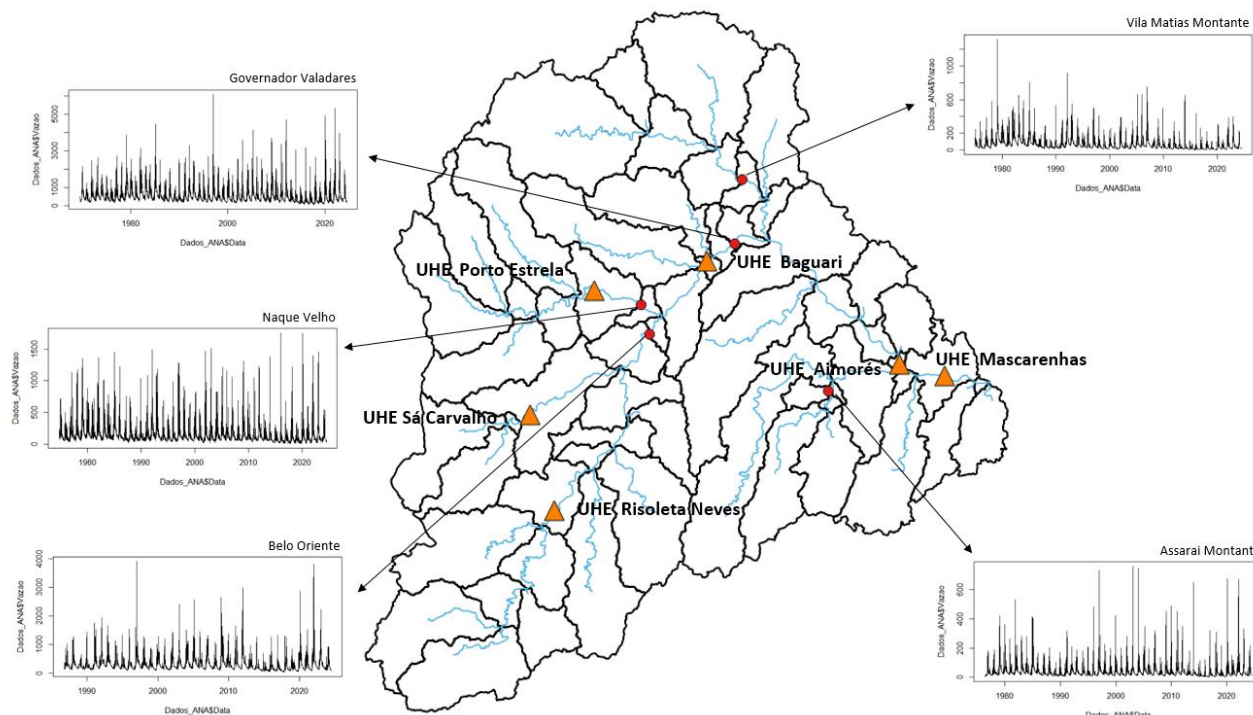 Vila Matias Montante
Dados_ANA$Vazao
0 200 600 1000
1980 1990 2000 2010 2020
Dados_ANA$Data
Governador Valadares
Dados_ANA$Vazao
0 1000 3000 5000
1980 2000 2020
Dados_ANA$Data
UHE Baguari
UHE Porto Estrela
Naque Velho
Dados_ANA$Vazao
0 500 1000 1500
1980 1990 2000 2010 2020
Dados_ANA$Data
UHE Mascarenhas
UHE Aimorés
UHE Sá Carvalho
UHE Risoleta Neves
Belo Oriente
Dados_ANA$Vazao
0 1000 2000 3000 4000
1990 2000 2010 2020
Dados_ANA$Data
Assarai Montant
Dados_ANA$Vazao
0 200 400 600
1980 1990 2000 2010 2020
Dados_ANA$Data